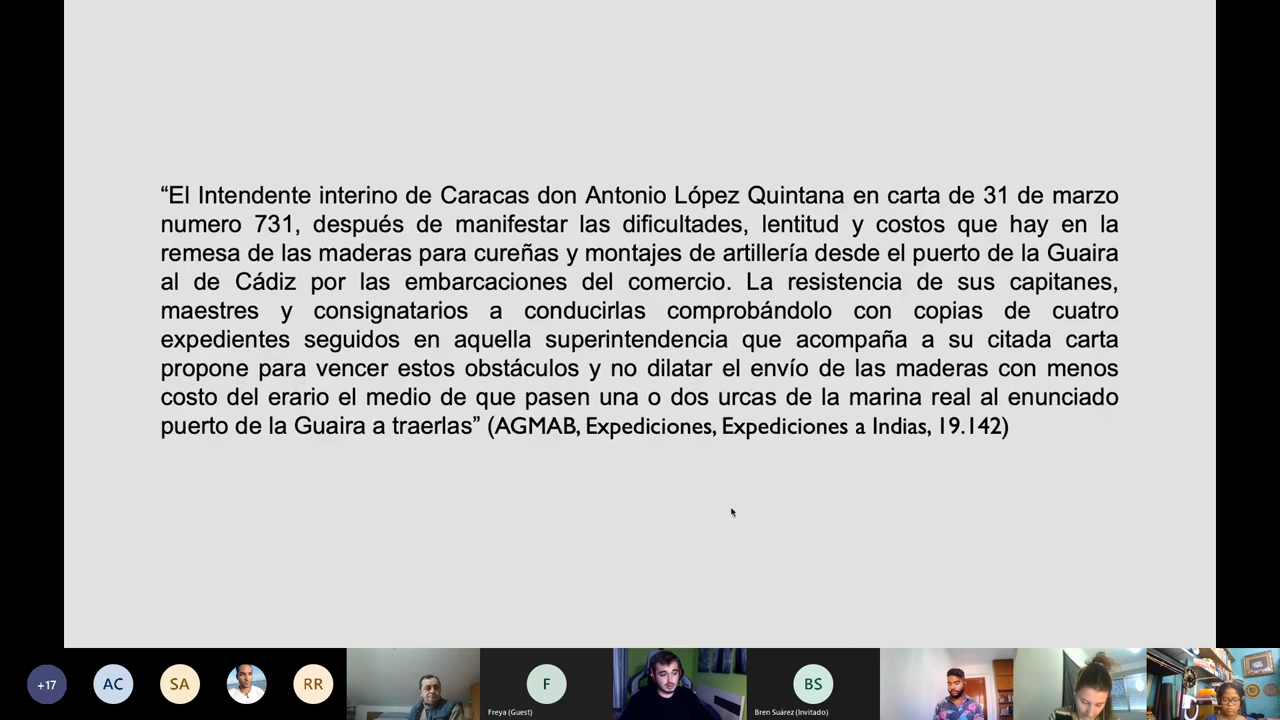 “El Intendente interino de Caracas don Antonio López Quintana en carta de 31 de marzo
numero 731, después de manifestar las dificultades, lentitud y costos que hay en la
remesa de las maderas para cureñas y montajes de artillería desde el puerto de la Guaira
al de Cádiz por las embarcaciones del comercio. La resistencia de sus capitanes,
maestres y consignatarios a conducirlas comprobándolo con copias de cuatro
expedientes seguidos en aquella superintendencia que acompaña a su citada carta
propone para vencer estos obstáculos y no dilatar el envío de las maderas con menos
costo del erario el medio de que pasen una o dos urcas de la marina real al enunciado
puerto de la Guaira a traerlas” (AGMAB, Expediciones, Expediciones a Indias, 19.142)
+17
AC
SA
RR
F
Freya (Guest)
BS
Bren Suárez (Invitado)